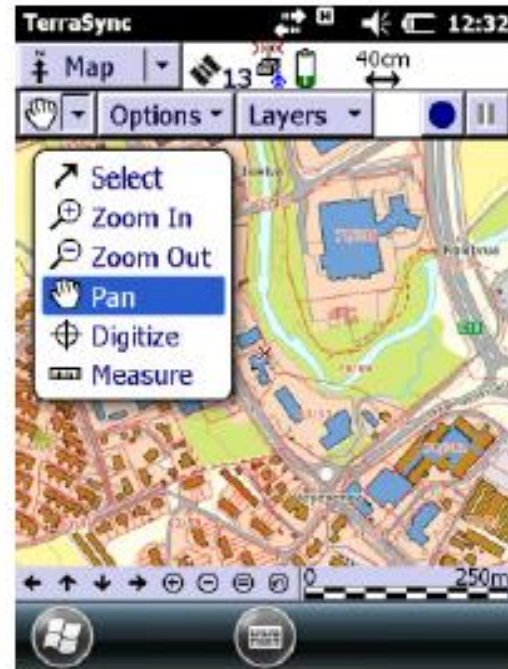 TerraSync 12:32
Map 13 40cm
Options Layers
Select
Zoom In
Zoom Out
Pan
Digitize
Measure
0 250m